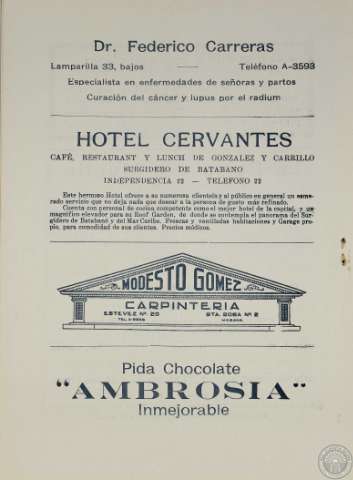 Dr. Federico Carreras
Lamparilla 33, bajos — Teléfono A-3593
Especialista en enfermedades de señoras y partos
Curación del cáncer y lupus por el radium
HOTEL CERVANTES
CAFÉ, RESTAURANT Y LUNCH DE GONZALEZ Y CARRILLO
SURGIDERO DE BATABANO
INDEPENDENCIA 12 — TELEFONO 22
Este hermoso Hotel ofrece a su numerosa clientela y al público en general un esmerado
servicio que no deja nada que desear a la persona de gusto más refinado.
Cuenta con personal de cocina competente como el mejor hotel de la capital, y un
magnífico elevador para su Roof Garden, de donde se contempla el panorama del Surgidero
de Batabanó y del Mar Caribe. Frescas y ventiladas habitaciones y Garage propio,
para comodidad de sus clientes. Precios módicos.
MODESTO GOMEZ
CARPINTERIA
ESTEVEZ Nº 20 STA. ROSA Nº 2
HABANA
Pida Chocolate
"AMBROSIA"
Inmejorable